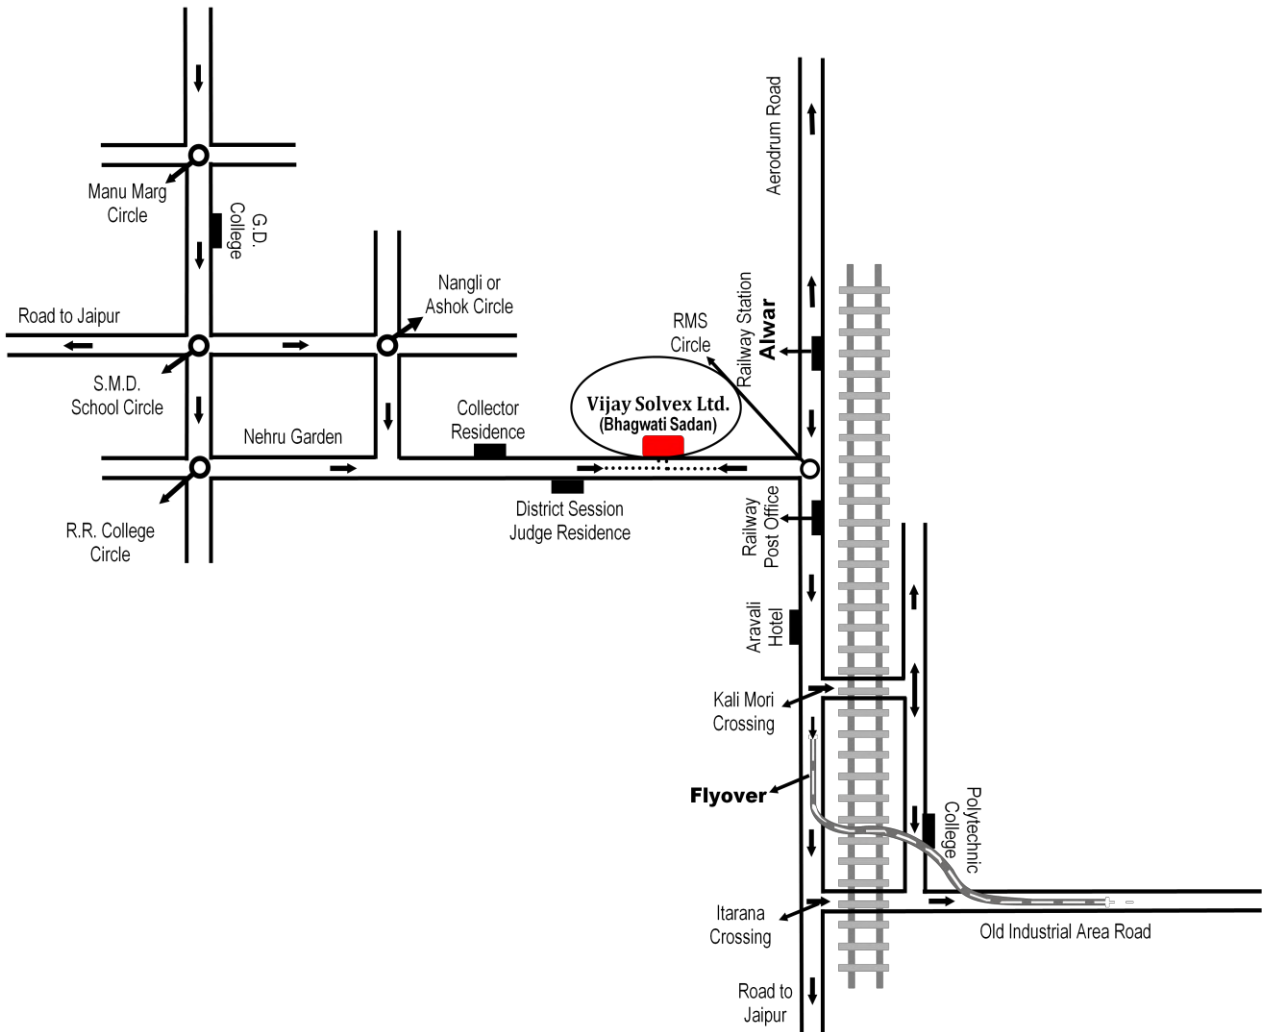 Aerodrum Road
Manu Marg
Circle
G.D.
College
Road to Jaipur
Nangli or
Ashok Circle
RMS
Circle
Railway Station
Alwar
S.M.D.
School Circle
Nehru Garden
Collector
Residence
Vijay Solvex Ltd.
(Bhagwati Sadan)
R.R. College
Circle
District Session
Judge Residence
Railway
Post Office
Aravali
Hotel
Kali Mori
Crossing
Flyover
Polytechnic
College
Itarana
Crossing
Old Industrial Area Road
Road to
Jaipur